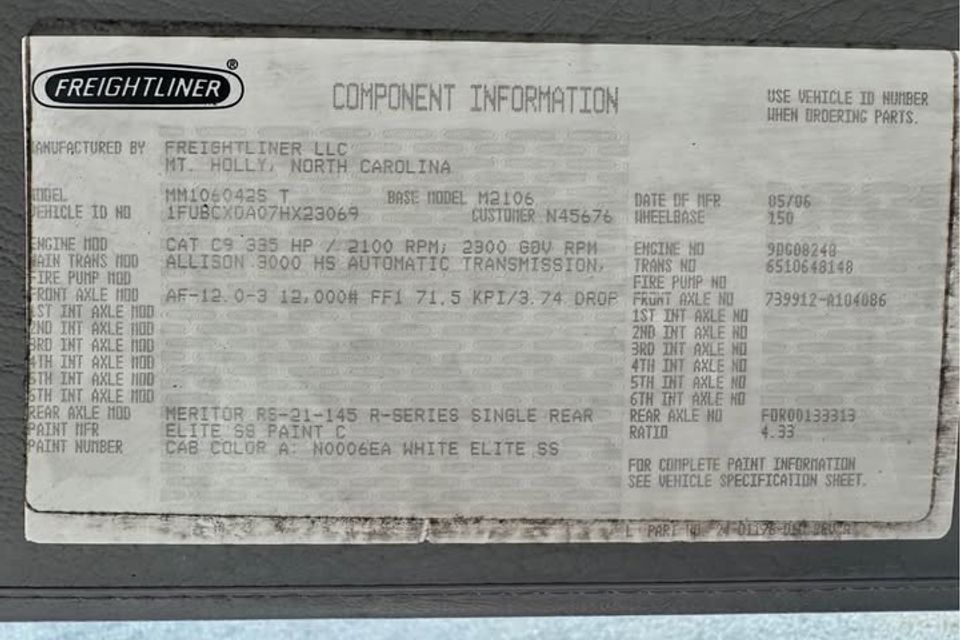 FREIGHTLINER®
COMPONENT INFORMATION
USE VEHICLE ID NUMBER
WHEN ORDERING PARTS.
MANUFACTURED BY FREIGHTLINER LLC
MT. HOLLY, NORTH CAROLINA
MODEL MM106042S T BASE MODEL M2106 DATE OF MFR 05/06
VEHICLE ID NO 1FUBCXDA07HX23069 CUSTOMER N45676 WHEELBASE 150
ENGINE MOD CAT C9 335 HP / 2100 RPM; 2300 GOV RPM ENGINE NO 9DG08248
MAIN TRANS MOD ALLISON 3000 HS AUTOMATIC TRANSMISSION, TRANS NO 6510648148
FIRE PUMP MOD FIRE PUMP NO
FRONT AXLE MOD AF-12.0-3 12,000# FF1 71.5 KPI/3.74 DROP FRONT AXLE NO 739912-A104086
1ST INT AXLE MOD 1ST INT AXLE NO
2ND INT AXLE MOD 2ND INT AXLE NO
3RD INT AXLE MOD 3RD INT AXLE NO
4TH INT AXLE MOD 4TH INT AXLE NO
5TH INT AXLE MOD 5TH INT AXLE NO
6TH INT AXLE MOD 6TH INT AXLE NO
REAR AXLE MOD MERITOR RS-21-145 R-SERIES SINGLE REAR REAR AXLE NO FDR00133313
PAINT MFR ELITE SS PAINT C RATIO 4.33
PAINT NUMBER CAB COLOR A: N0006EA WHITE ELITE SS
FOR COMPLETE PAINT INFORMATION
SEE VEHICLE SPECIFICATION SHEET.
PART NO.